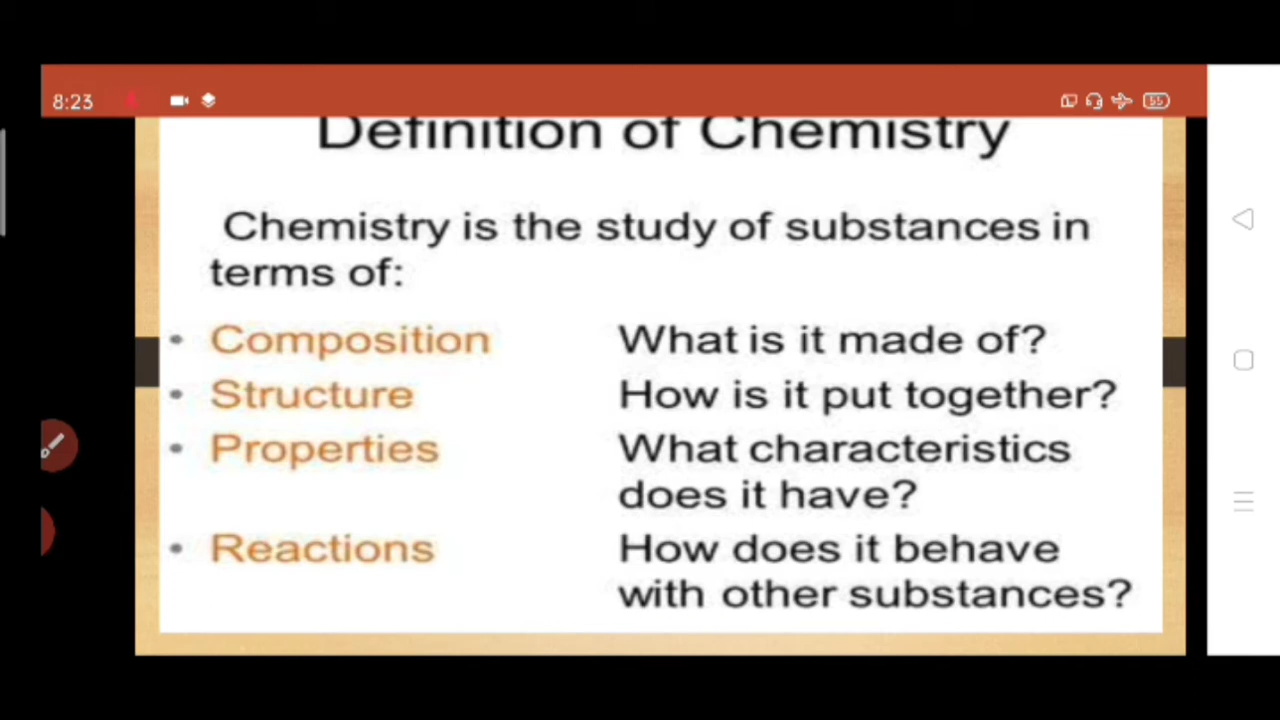 8:23
55
Definition of Chemistry
Chemistry is the study of substances in
terms of:
• Composition What is it made of?
• Structure How is it put together?
• Properties What characteristics
does it have?
• Reactions How does it behave
with other substances?